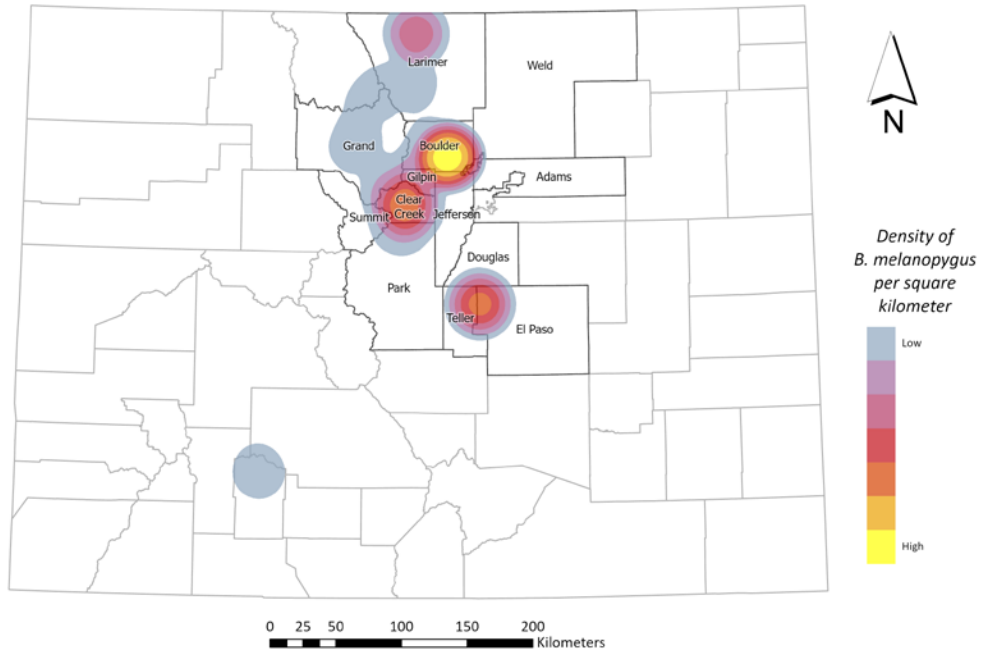 Larimer
Weld
N
Grand
Boulder
Gilpin
Adams
Clear
Creek
Summit
Jefferson
Douglas
Park
Teller
El Paso
Density of
B. melanopygus
per square
kilometer
Low
High
0 25 50 100 150 200
Kilometers